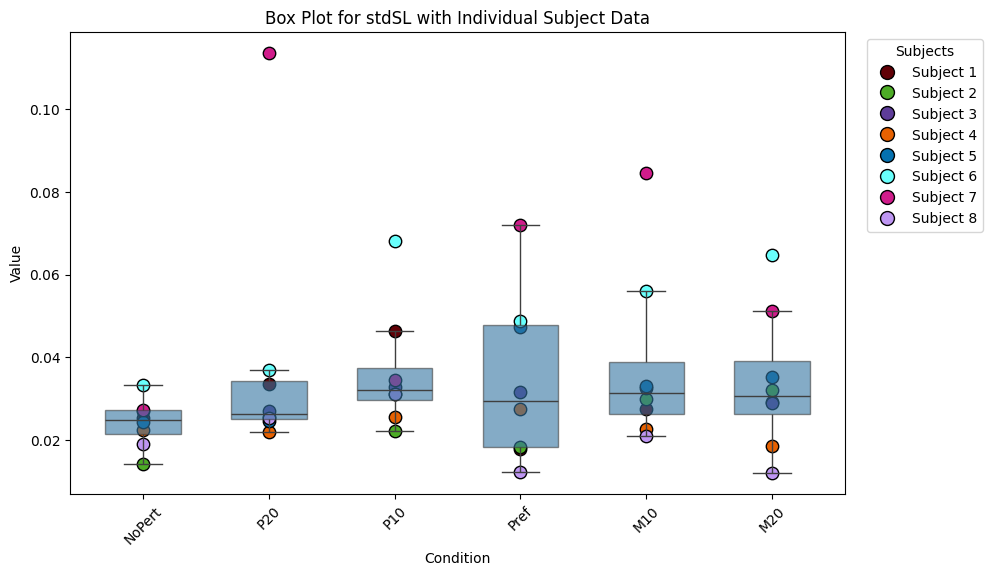 Box Plot for stdSL with Individual Subject Data
Value
0.10
0.08
0.06
0.04
0.02
NoPert
P20
P10
Pref
M10
M20
Condition
Subjects
Subject 1
Subject 2
Subject 3
Subject 4
Subject 5
Subject 6
Subject 7
Subject 8